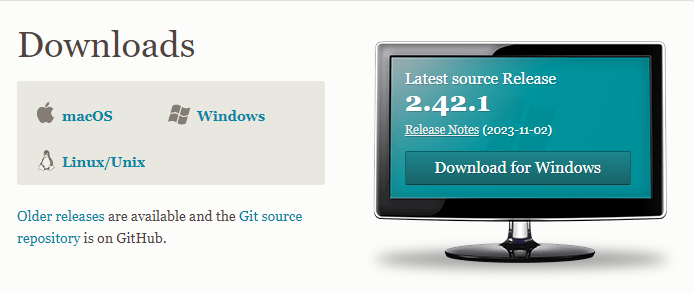 Downloads
macOS
Windows
Linux/Unix
Older releases are available and the Git source
repository is on GitHub.
Latest source Release
2.42.1
Release Notes (2023-11-02)
Download for Windows